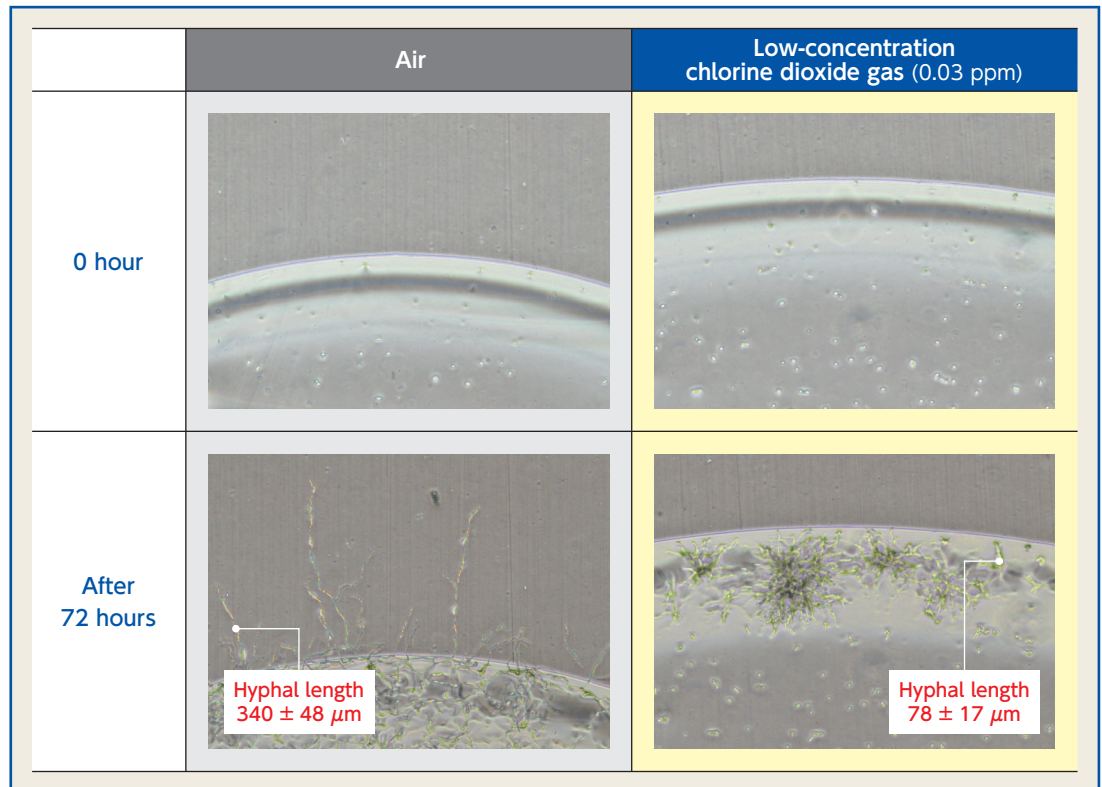 Air
Low-concentration
chlorine dioxide gas (0.03 ppm)
0 hour
After
72 hours
Hyphal length
340 ± 48 μm
Hyphal length
78 ± 17 μm